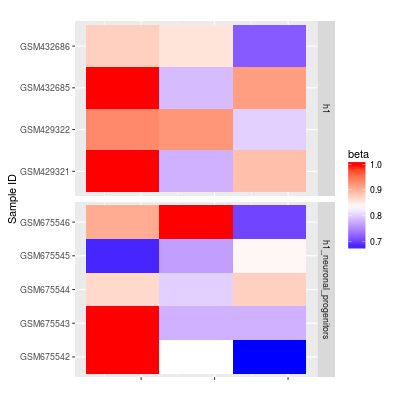 Sample ID
GSM432686
GSM432685
GSM429322
GSM429321
h1
GSM675546
GSM675545
GSM675544
GSM675543
GSM675542
h1_neuronal_progenitors
beta
1.0
0.9
0.8
0.7